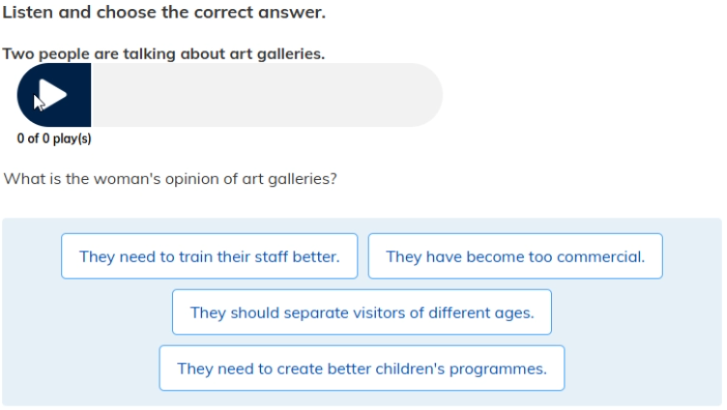 Listen and choose the correct answer.
Two people are talking about art galleries.
0 of 0 play(s)
What is the woman's opinion of art galleries?
They need to train their staff better.
They have become too commercial.
They should separate visitors of different ages.
They need to create better children's programmes.